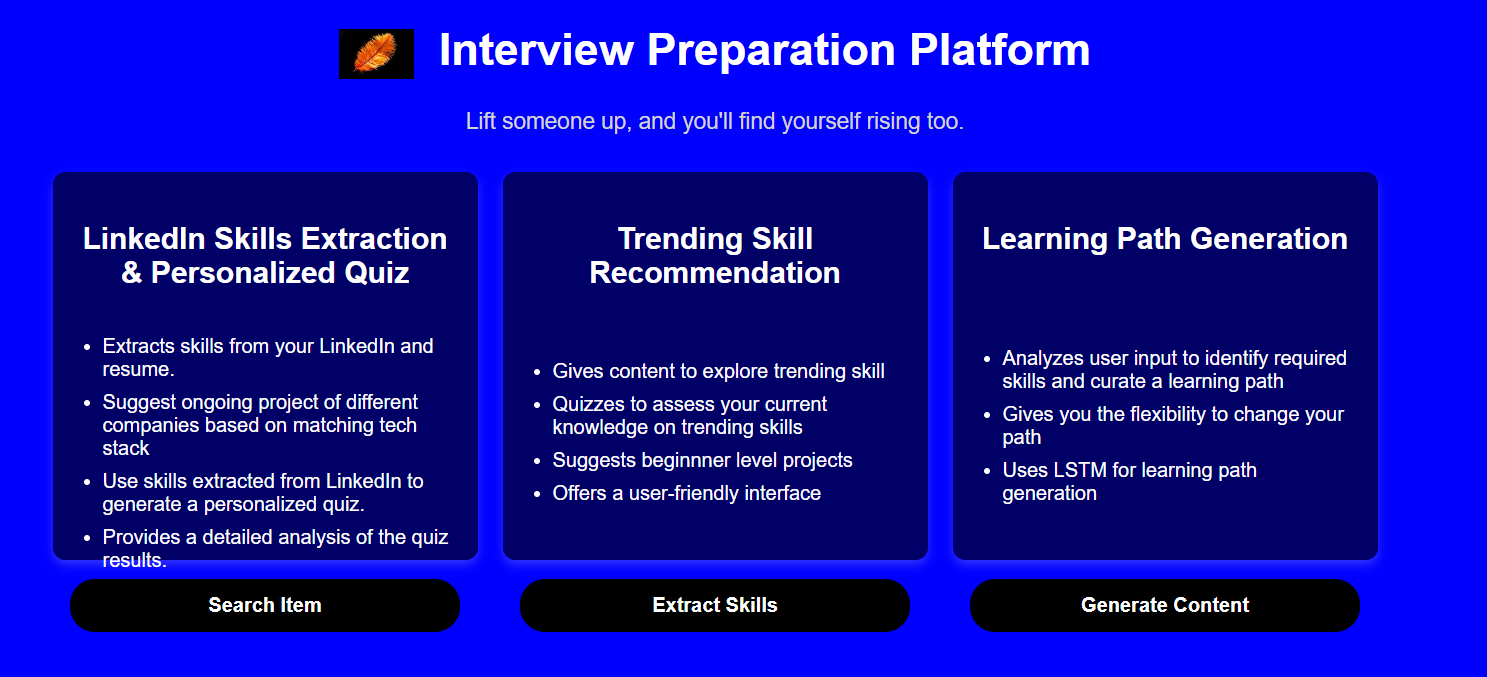 Interview Preparation Platform
Lift someone up, and you'll find yourself rising too.
LinkedIn Skills Extraction
& Personalized Quiz
• Extracts skills from your LinkedIn and
resume.
• Suggest ongoing project of different
companies based on matching tech
stack
• Use skills extracted from LinkedIn to
generate a personalized quiz.
• Provides a detailed analysis of the quiz
results.
Search Item
Trending Skill
Recommendation
• Gives content to explore trending skill
• Quizzes to assess your current
knowledge on trending skills
• Suggests beginnner level projects
• Offers a user-friendly interface
Extract Skills
Learning Path Generation
• Analyzes user input to identify required
skills and curate a learning path
• Gives you the flexibility to change your
path
• Uses LSTM for learning path
generation
Generate Content